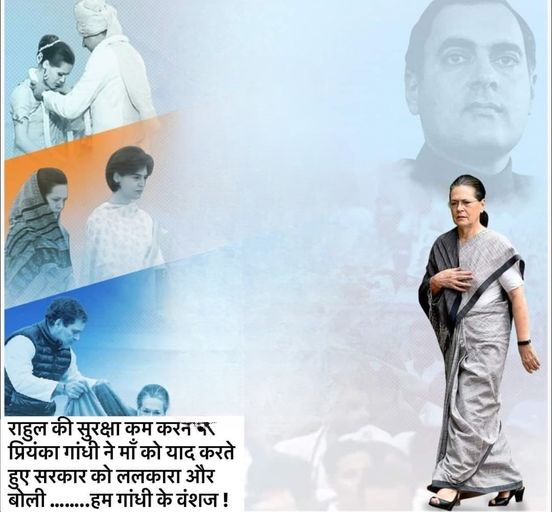 राहुल की सुरक्षा कम करने
प्रियंका गांधी ने माँ को याद करते
हुए सरकार को ललकारा और
बोली ........हम गांधी के वंशज !